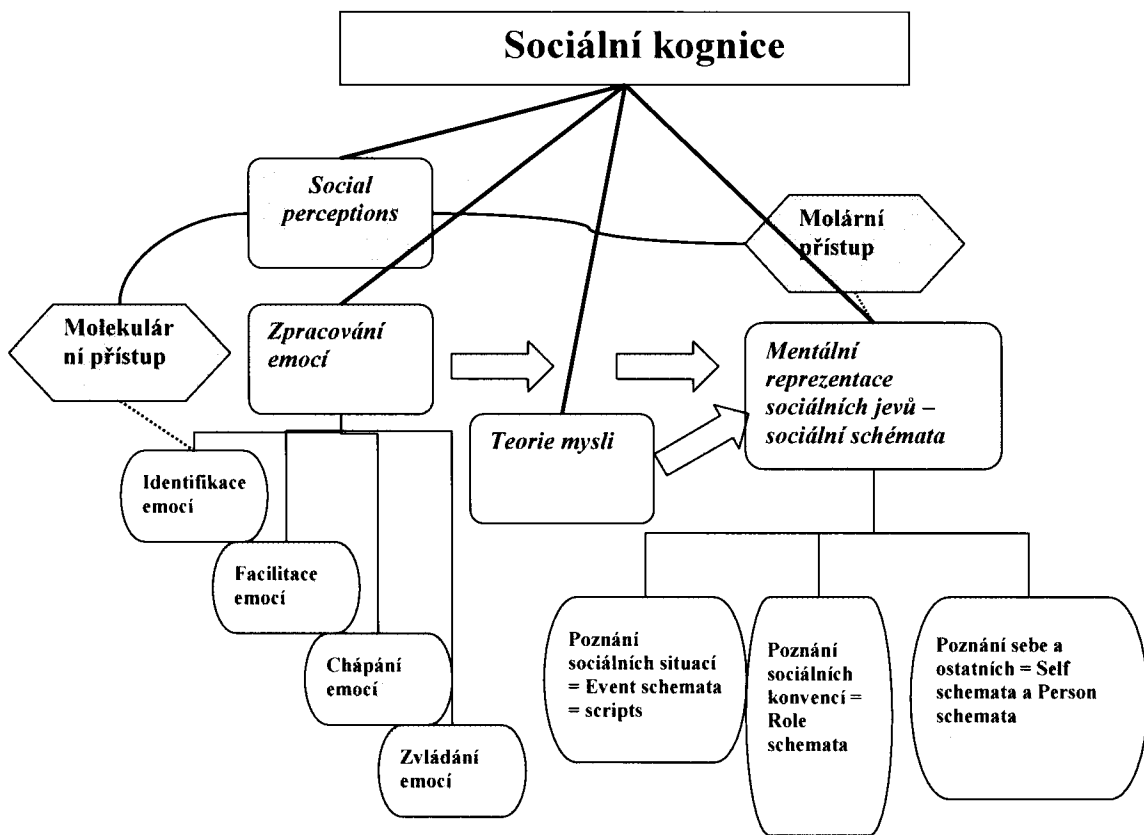 Sociální kognice
Social
perceptions
Molární
přístup
Molekulár
ní přístup
Zpracování
emocí
Mentální
reprezentace
sociálních jevů –
sociální schémata
Teorie mysli
Identifikace
emocí
Facilitace
emocí
Chápání
emocí
Zvládání
emocí
Poznání
sociálních situací
= Event schemata
= scripts
Poznání
sociálních
konvencí =
Role
schemata
Poznání sebe a
ostatních = Self
schemata a Person
schemata